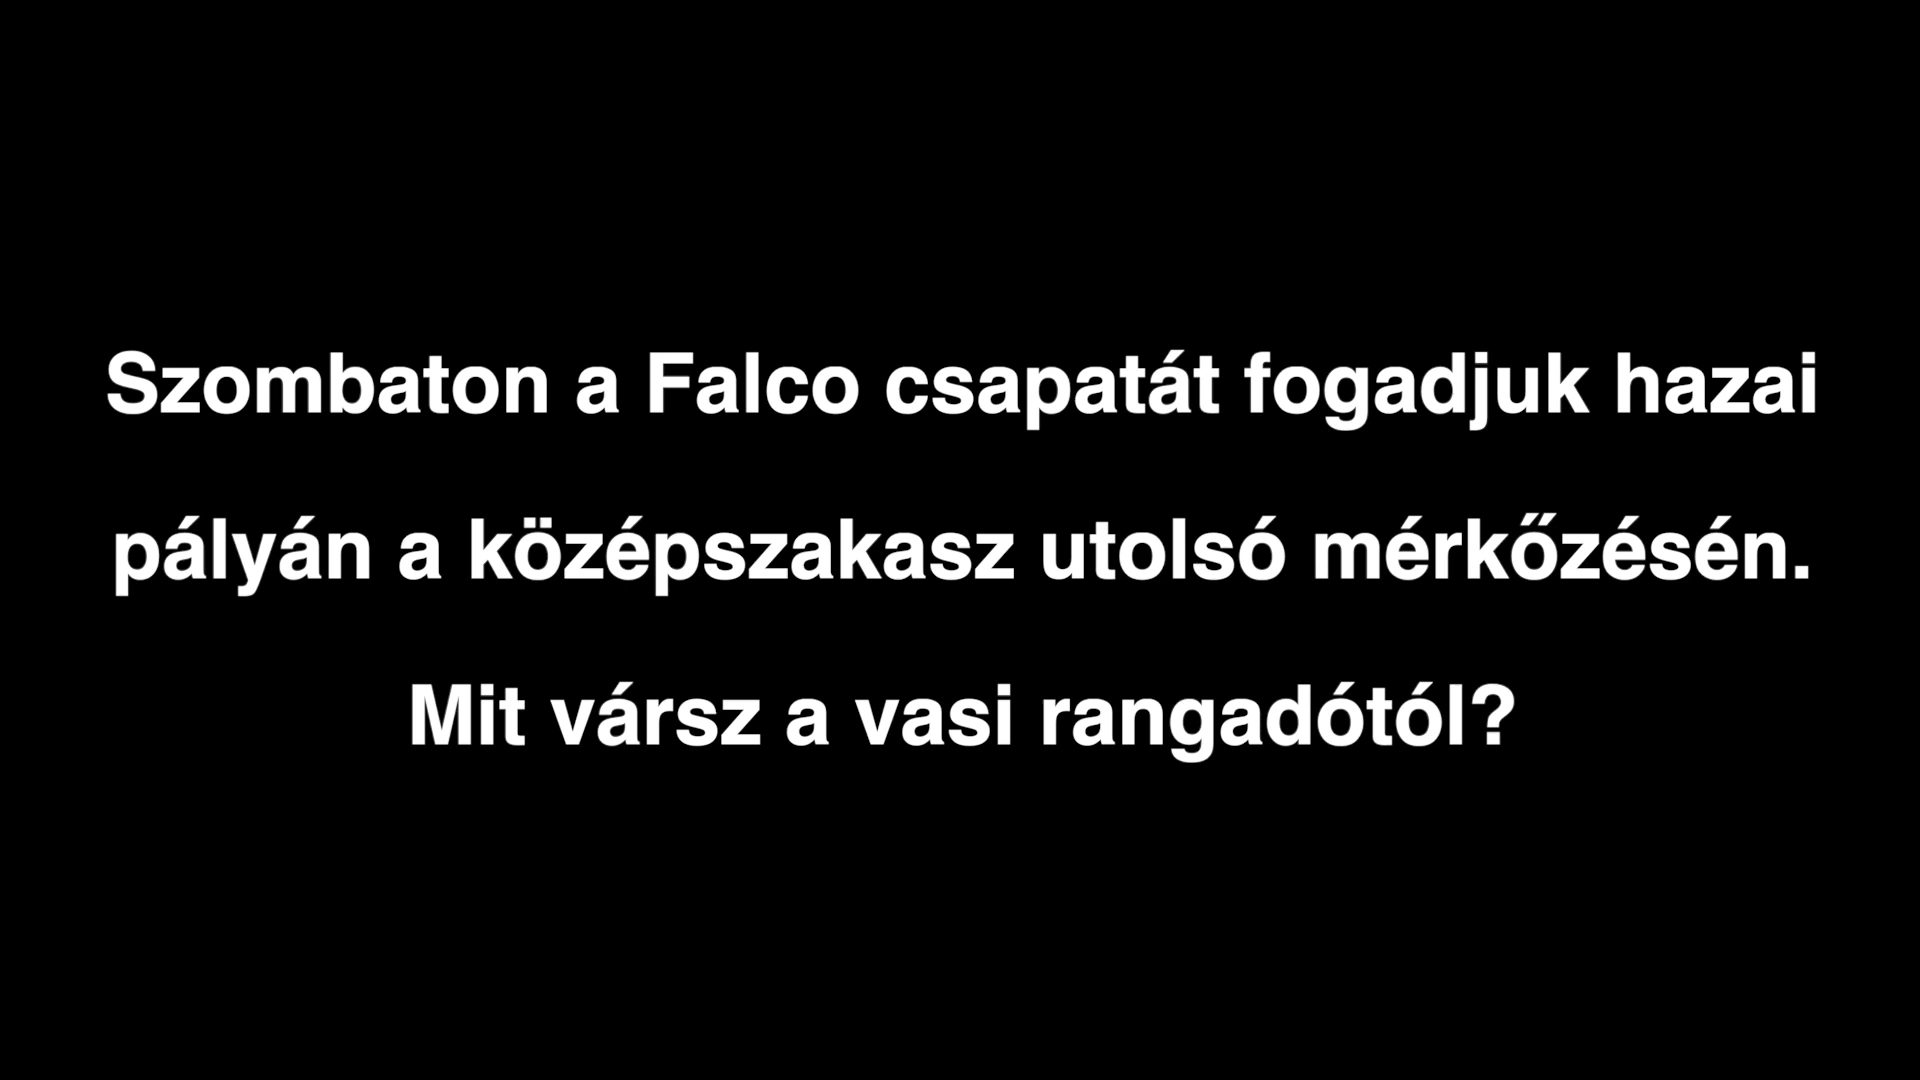 Szombaton a Falco csapatát fogadjuk hazai
pályán a középszakasz utolsó mérkőzésén.
Mit vársz a vasi rangadótól?